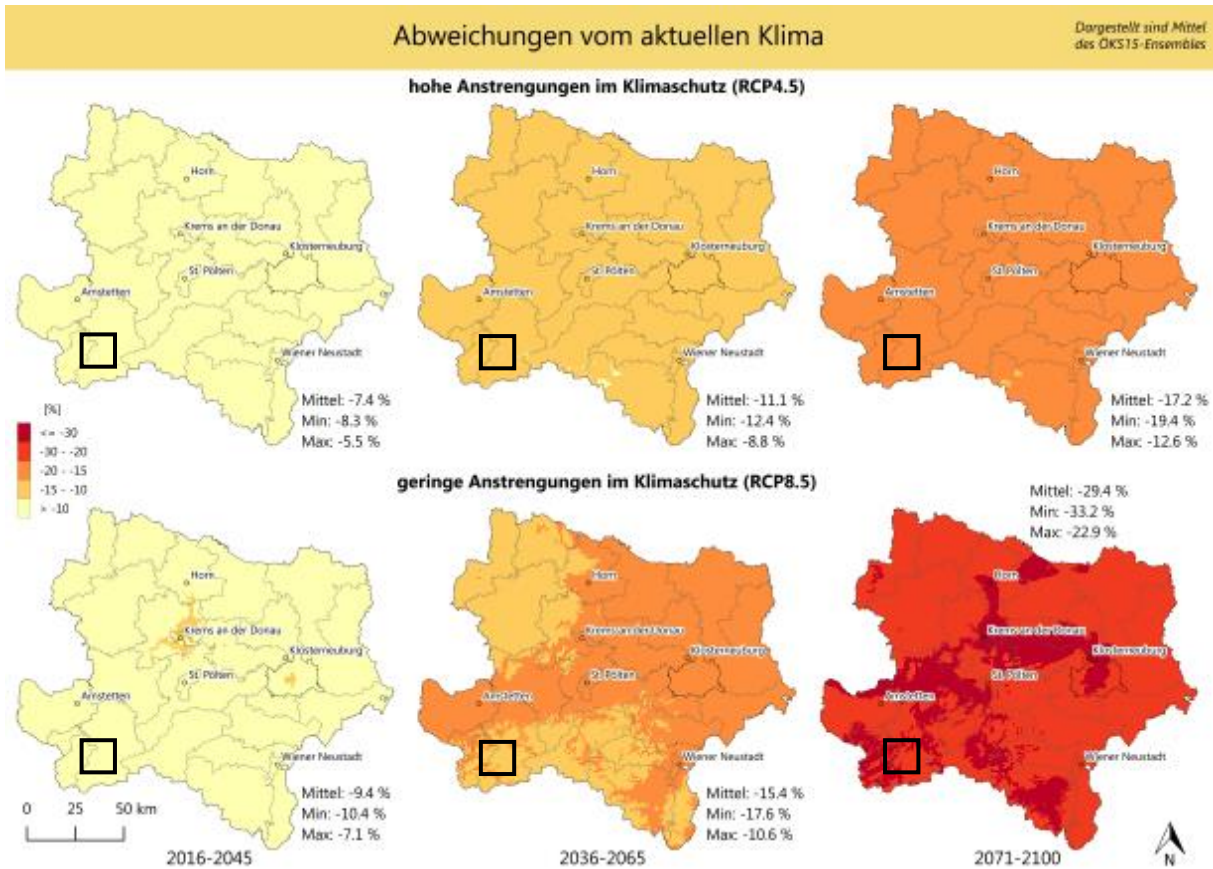 Abweichungen vom aktuellen Klima
Dargestellt sind Mittel
des ÖKS15-Ensembles
hohe Anstrengungen im Klimaschutz (RCP4.5)
Horn
Krems an der Donau
Klosterneuburg
St. Pölten
Amstetten
Wiener Neustadt
Mittel: -7.4 %
Min: -8.3 %
Max: -5.5 %
Horn
Krems an der Donau
Klosterneuburg
St. Pölten
Amstetten
Wiener Neustadt
Mittel: -11.1 %
Min: -12.4 %
Max: -8.8 %
Horn
Krems an der Donau
Klosterneuburg
St. Pölten
Amstetten
Wiener Neustadt
Mittel: -17.2 %
Min: -19.4 %
Max: -12.6 %
[%]
<= -30
-30 - -20
-20 - -15
-15 - -10
> -10
geringe Anstrengungen im Klimaschutz (RCP8.5)
Horn
Krems an der Donau
Klosterneuburg
St. Pölten
Amstetten
Wiener Neustadt
Mittel: -9.4 %
Min: -10.4 %
Max: -7.1 %
0 25 50 km
2016-2045
Horn
Krems an der Donau
Klosterneuburg
St. Pölten
Amstetten
Wiener Neustadt
Mittel: -15.4 %
Min: -17.6 %
Max: -10.6 %
2036-2065
Mittel: -29.4 %
Min: -33.2 %
Max: -22.9 %
Horn
Krems an der Donau
Klosterneuburg
St. Pölten
Amstetten
Wiener Neustadt
2071-2100
N